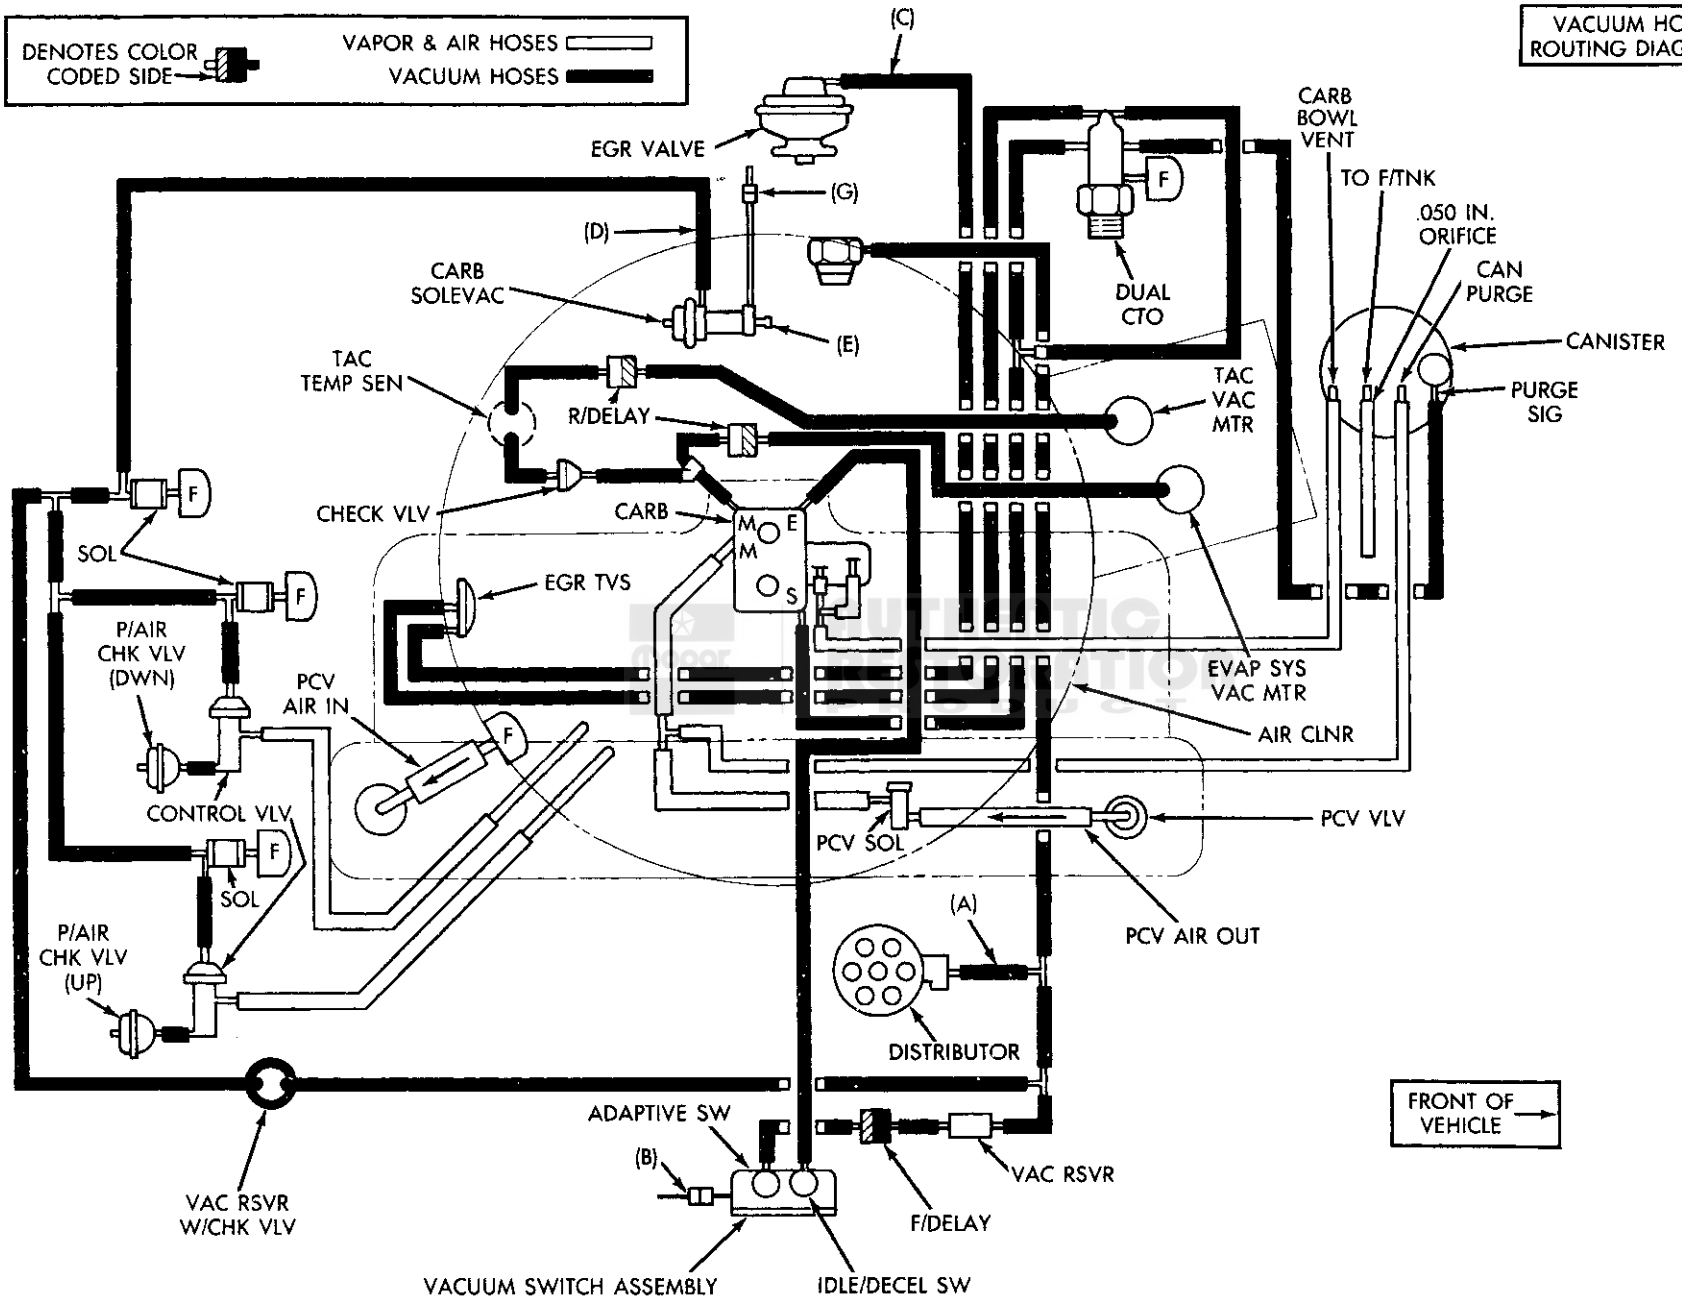 (C)
DENOTES COLOR
CODED SIDE
VAPOR & AIR HOSES
VACUUM HOSES
VACUUM HO
ROUTING DIAG
EGR VALVE
(G)
(D)
CARB
SOLEVAC
(E)
F
DUAL
CTO
CARB
BOWL
VENT
TO F/TNK
.050 IN.
ORIFICE
CAN
PURGE
CANISTER
PURGE
SIG
TAC
TEMP SEN
R/DELAY
TAC
VAC
MTR
CHECK VLV
CARB
M
E
M
S
F
SOL
F
EGR TVS
P/AIR
CHK VLV
(DWN)
PCV
AIR IN
F
mopar
AUTHENTIC
RESTORATION
PRODUCT
EVAP SYS
VAC MTR
AIR CLNR
CONTROL VLV
F
SOL
PCV SOL
PCV VLV
PCV AIR OUT
P/AIR
CHK VLV
(UP)
(A)
DISTRIBUTOR
VAC RSVR
W/CHK VLV
ADAPTIVE SW
(B)
VAC RSVR
F/DELAY
VACUUM SWITCH ASSEMBLY
IDLE/DECEL SW
FRONT OF
VEHICLE